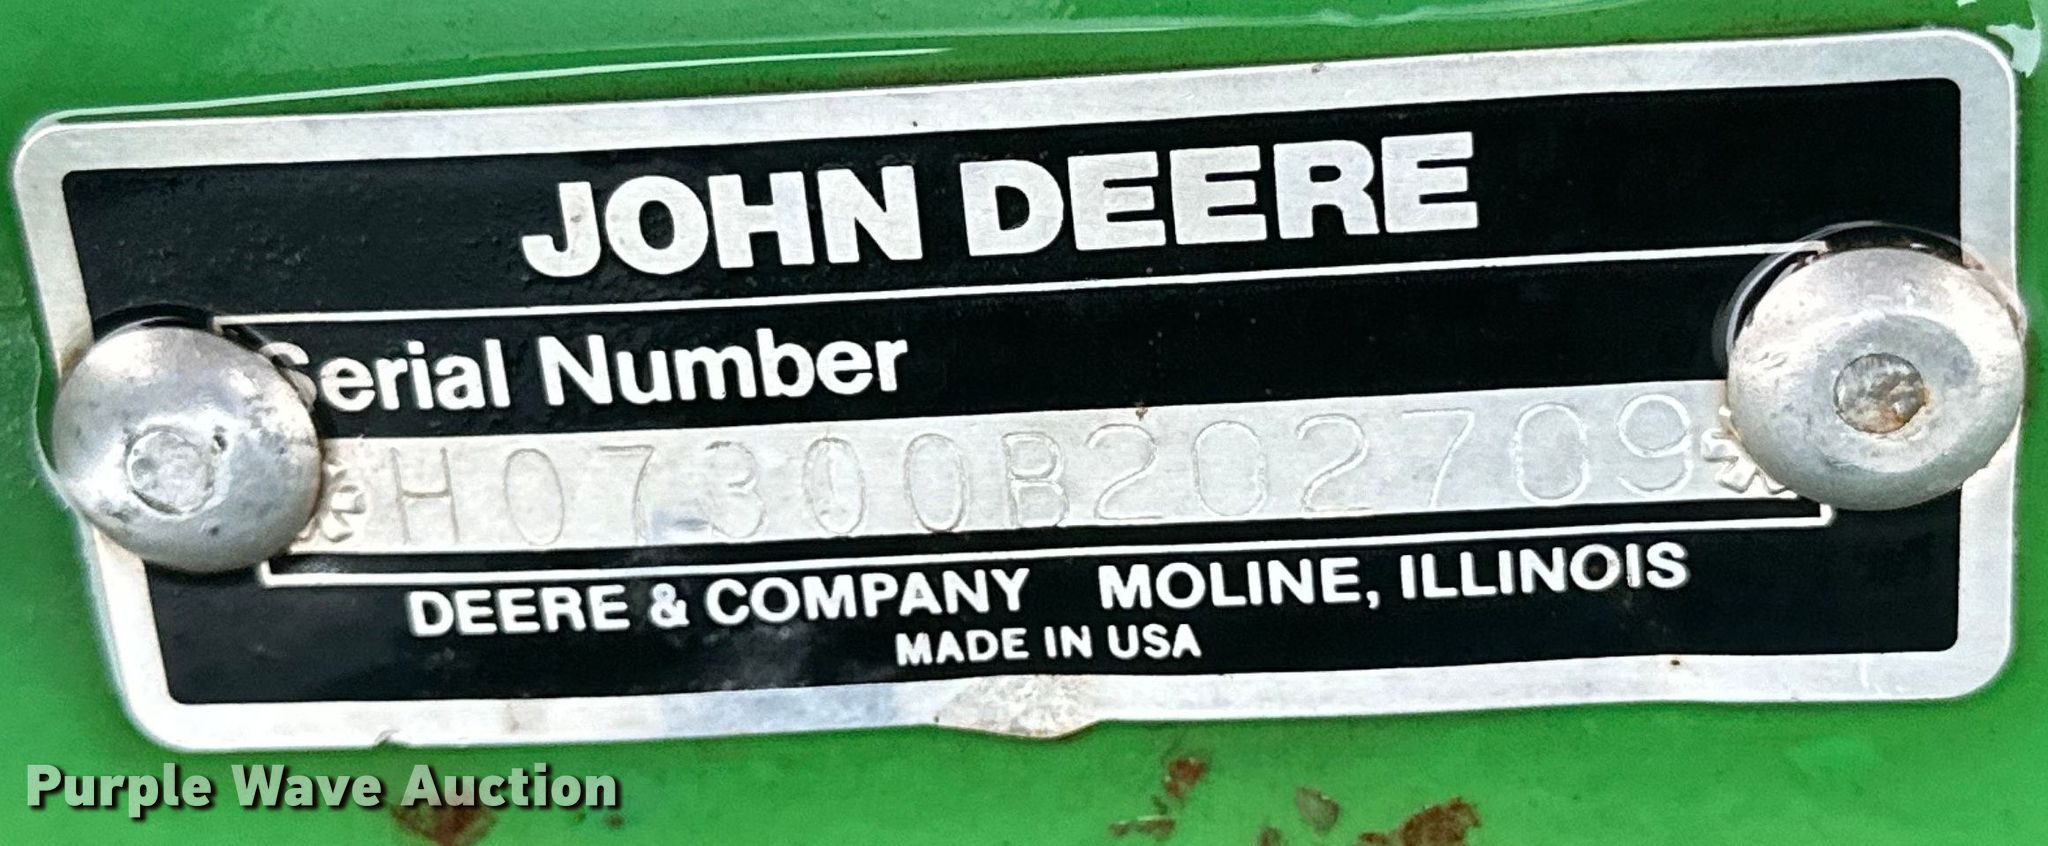 JOHN DEERE
Serial Number
*H07300B202709*
DEERE & COMPANY MOLINE, ILLINOIS
MADE IN USA
Purple Wave Auction